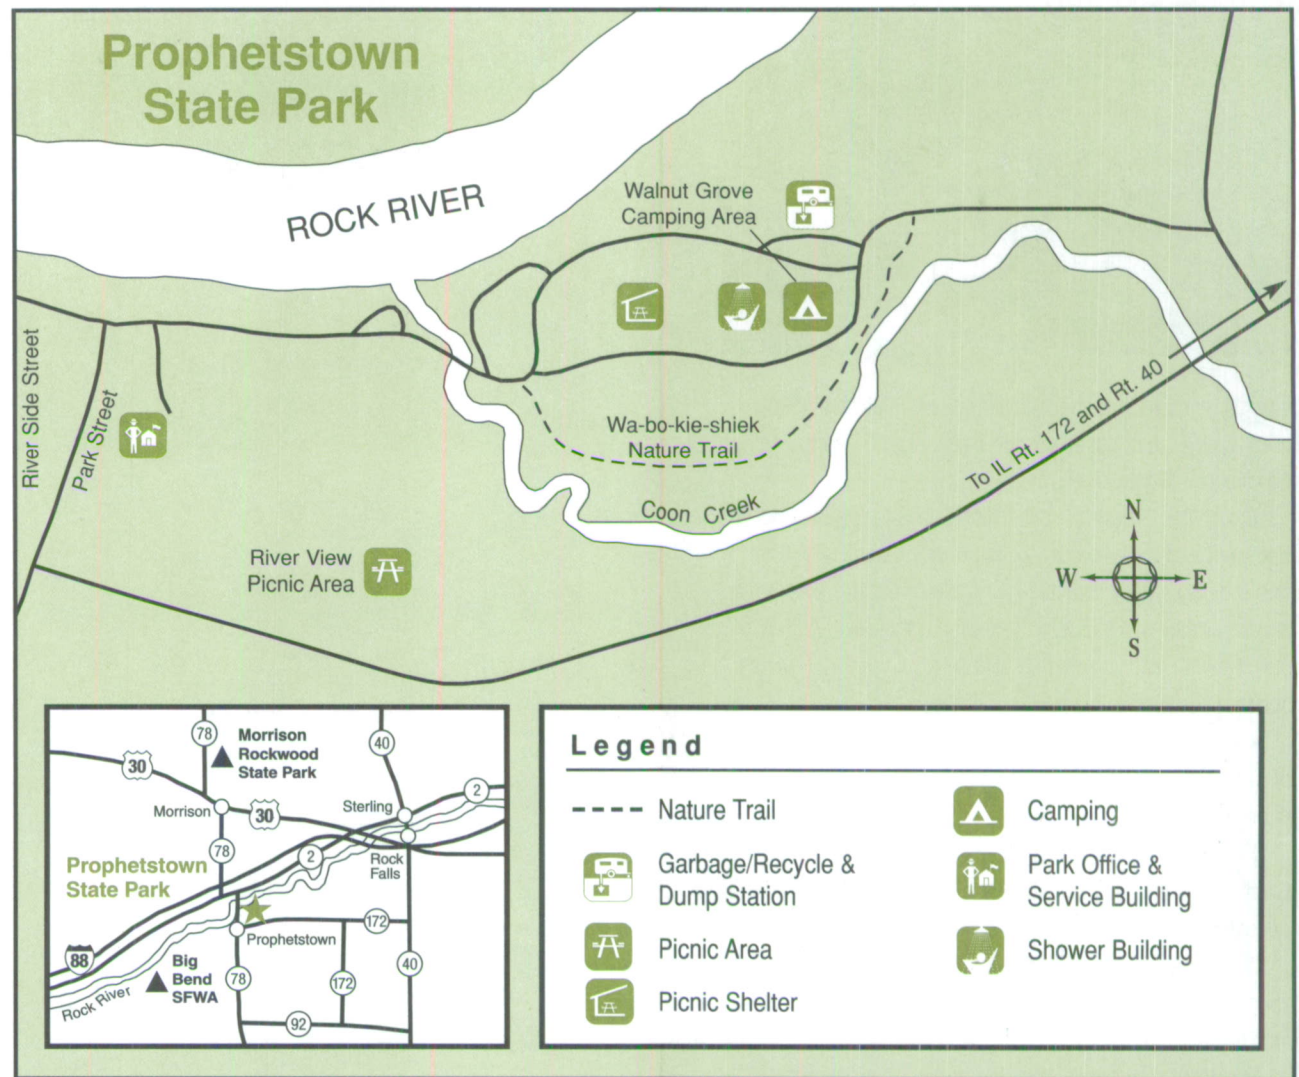 Prophetstown
State Park
ROCK RIVER
Walnut Grove
Camping Area
River Side Street
Park Street
Wa-bo-kie-shiek
Nature Trail
Coon Creek
To IL Rt. 172 and Rt. 40
River View
Picnic Area
N
W
E
S
78
Morrison
Rockwood
State Park
40
30
2
Morrison
30
Sterling
78
2
Rock
Falls
Prophetstown
State Park
172
Prophetstown
88
Big
Bend
SFWA
78
172
40
Rock River
92
Legend
Nature Trail
Garbage/Recycle &
Dump Station
Picnic Area
Picnic Shelter
Camping
Park Office &
Service Building
Shower Building